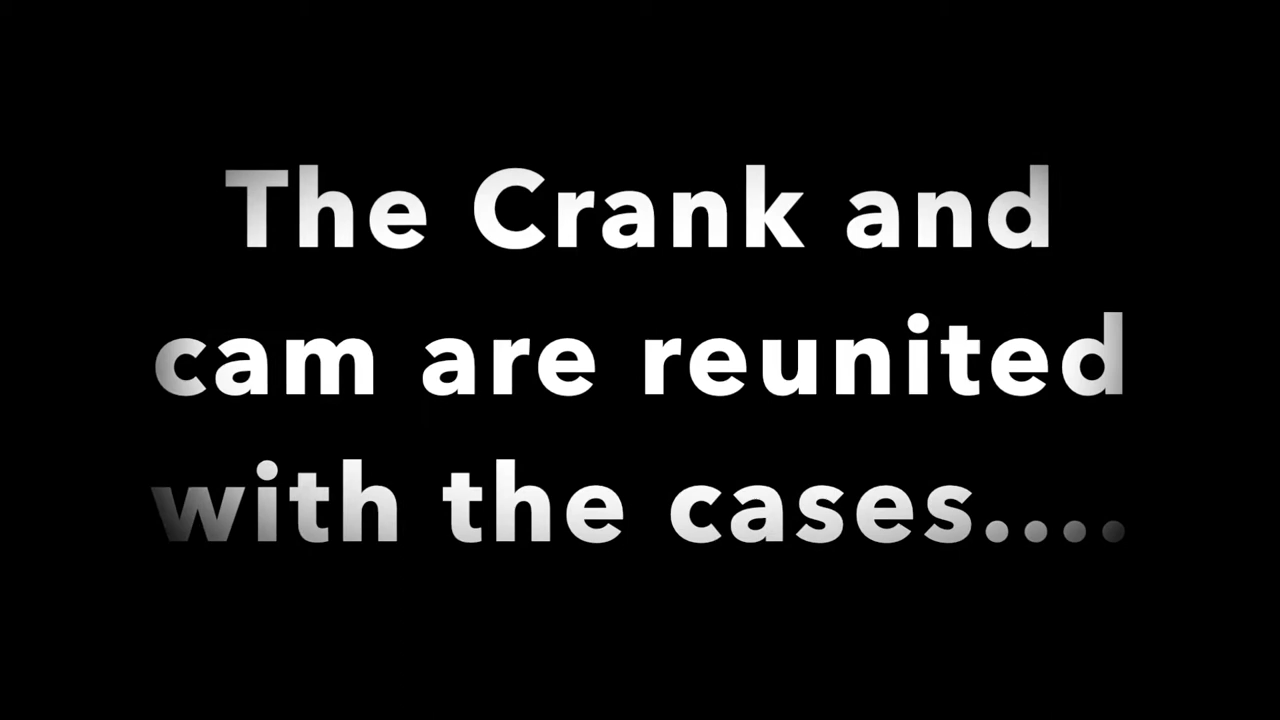 The Crank and
cam are reunited
with the cases....